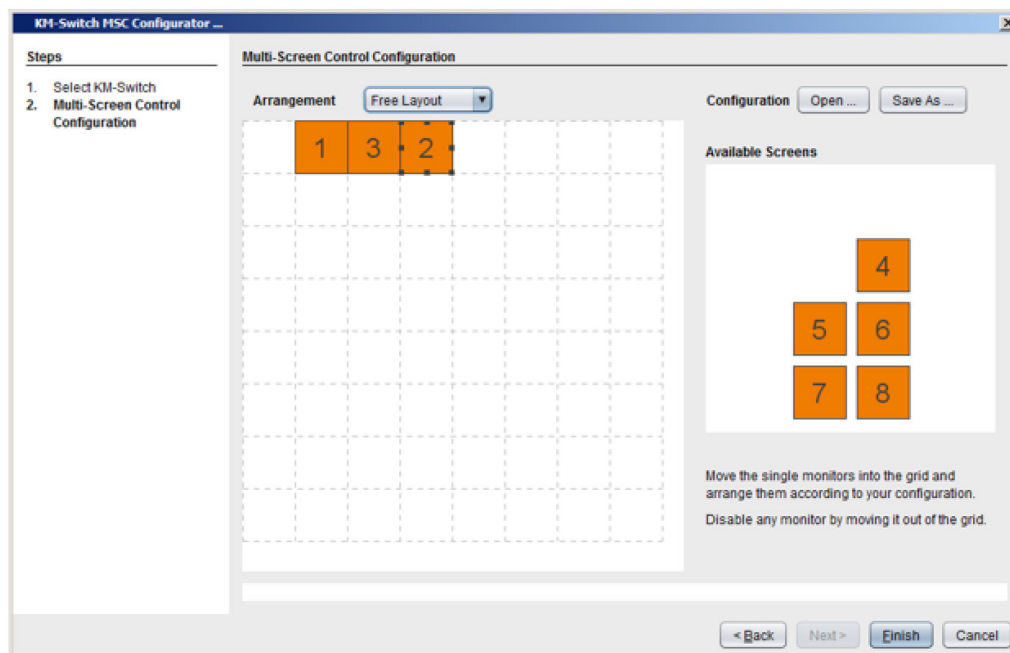 KM-Switch MSC Configurator ...
Steps
1. Select KM-Switch
2. Multi-Screen Control
Configuration
Multi-Screen Control Configuration
Arrangement Free Layout
Configuration Open ... Save As ...
1 3 2
Available Screens
4
5 6
7 8
Move the single monitors into the grid and
arrange them according to your configuration.
Disable any monitor by moving it out of the grid.
< Back Next > Finish Cancel